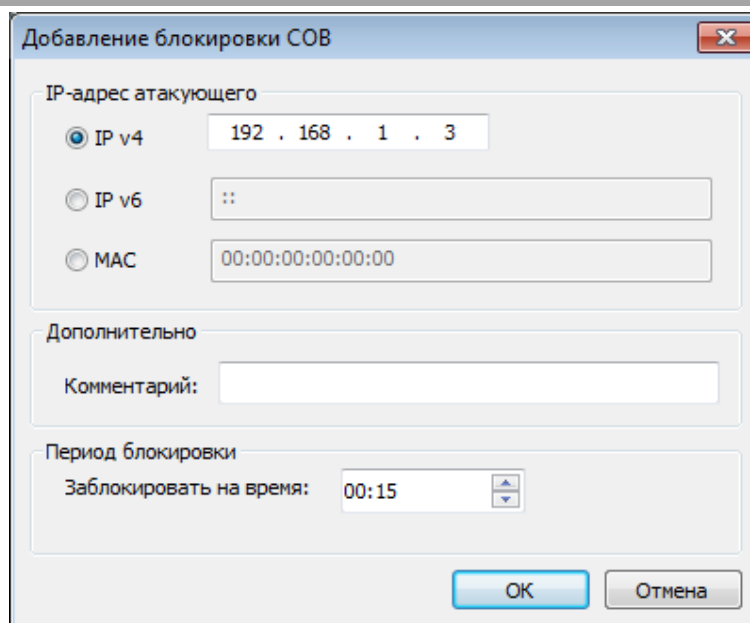 Добавление блокировки СОВ
IP-адрес атакующего
IP v4 192 . 168 . 1 . 3
IP v6 ::
MAC 00:00:00:00:00:00
Дополнительно
Комментарий:
Период блокировки
Заблокировать на время: 00:15
ОК Отмена